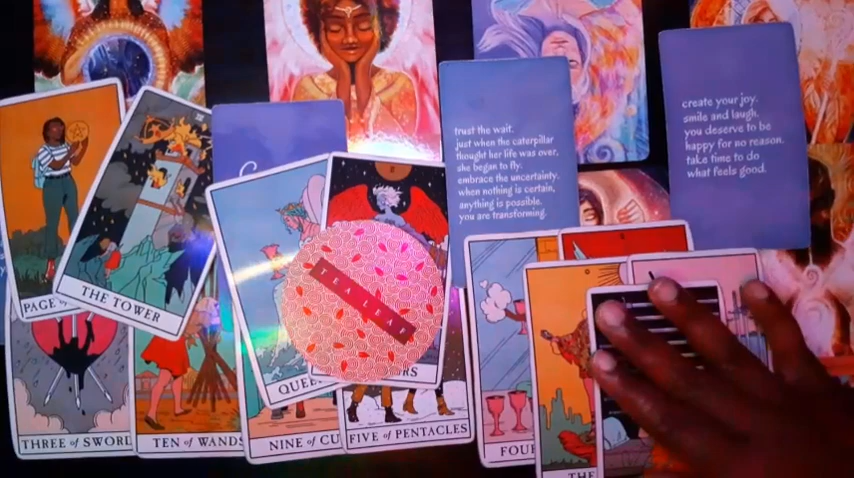 trust the wait.
just when the caterpillar
thought her life was over,
she began to fly.
embrace the uncertainty.
when nothing is certain,
anything is possible.
you are transforming.
create your joy.
smile and laugh,
you deserve to be
happy for no reason.
take time to do
what feels good.
PAGE
THE TOWER
TEA LEAF
QUEE
RS
THREE of SWORD
TEN of WANDS
NINE of CU
FIVE of PENTACLES
FOU
THE